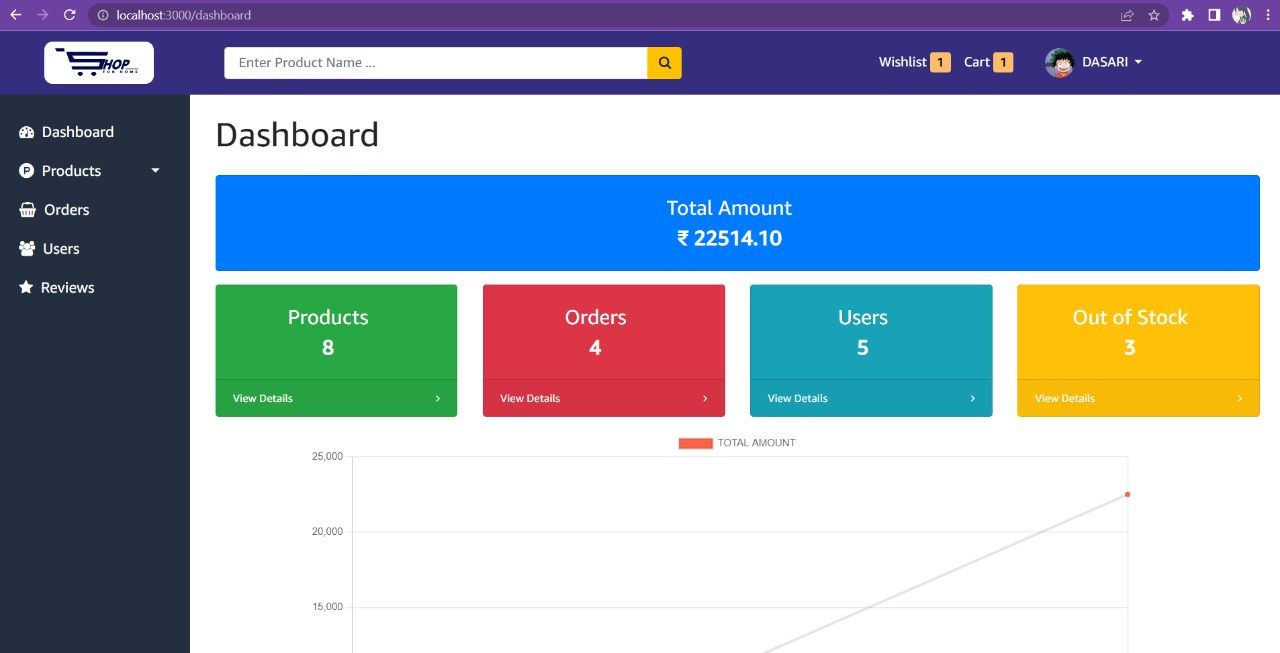 localhost:3000/dashboard
SHOP
FOR HOME
Enter Product Name ...
Wishlist 1 Cart 1 DASARI
Dashboard
P Products
Orders
Users
Reviews
Dashboard
Total Amount
₹ 22514.10
Products
8
View Details
Orders
4
View Details
Users
5
View Details
Out of Stock
3
View Details
TOTAL AMOUNT
25,000
20,000
15,000